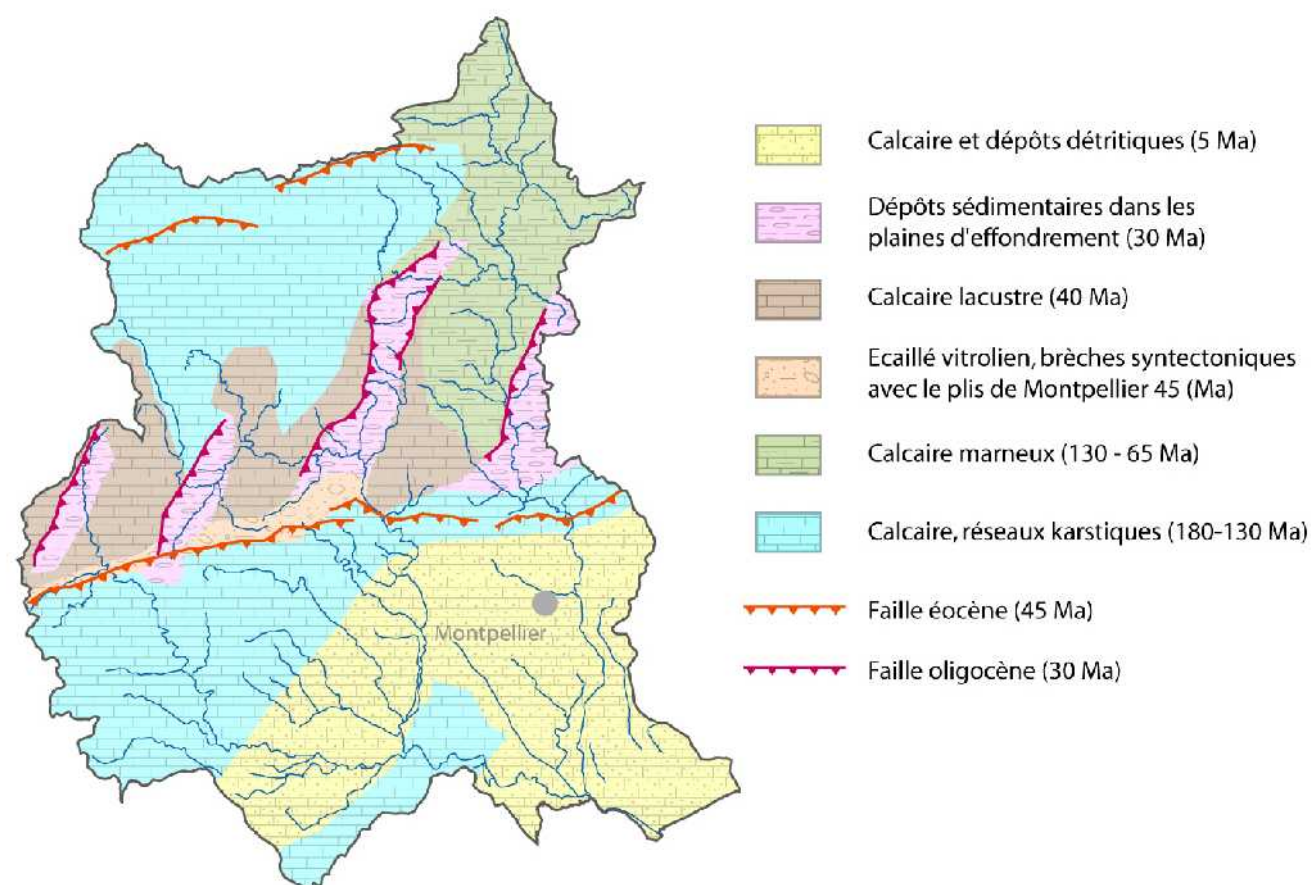 Calcaire et dépôts détritiques (5 Ma)
Dépôts sédimentaires dans les
plaines d'effondrement (30 Ma)
Calcaire lacustre (40 Ma)
Ecaillé vitrolien, brèches syntectoniques
avec le plis de Montpellier 45 (Ma)
Calcaire marneux (130 - 65 Ma)
Calcaire, réseaux karstiques (180-130 Ma)
Faille éocène (45 Ma)
Montpellier
Faille oligocène (30 Ma)